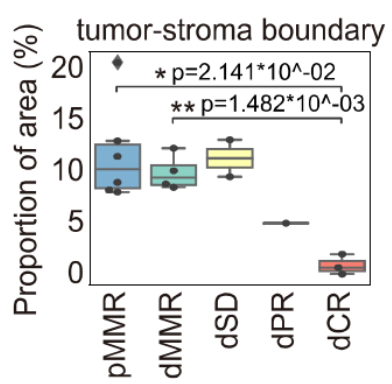 tumor-stroma boundary
Proportion of area (%)
20
15
10
5
0
* p=2.141*10^-02
** p=1.482*10^-03
pMMR
dMMR
dSD
dPR
dCR